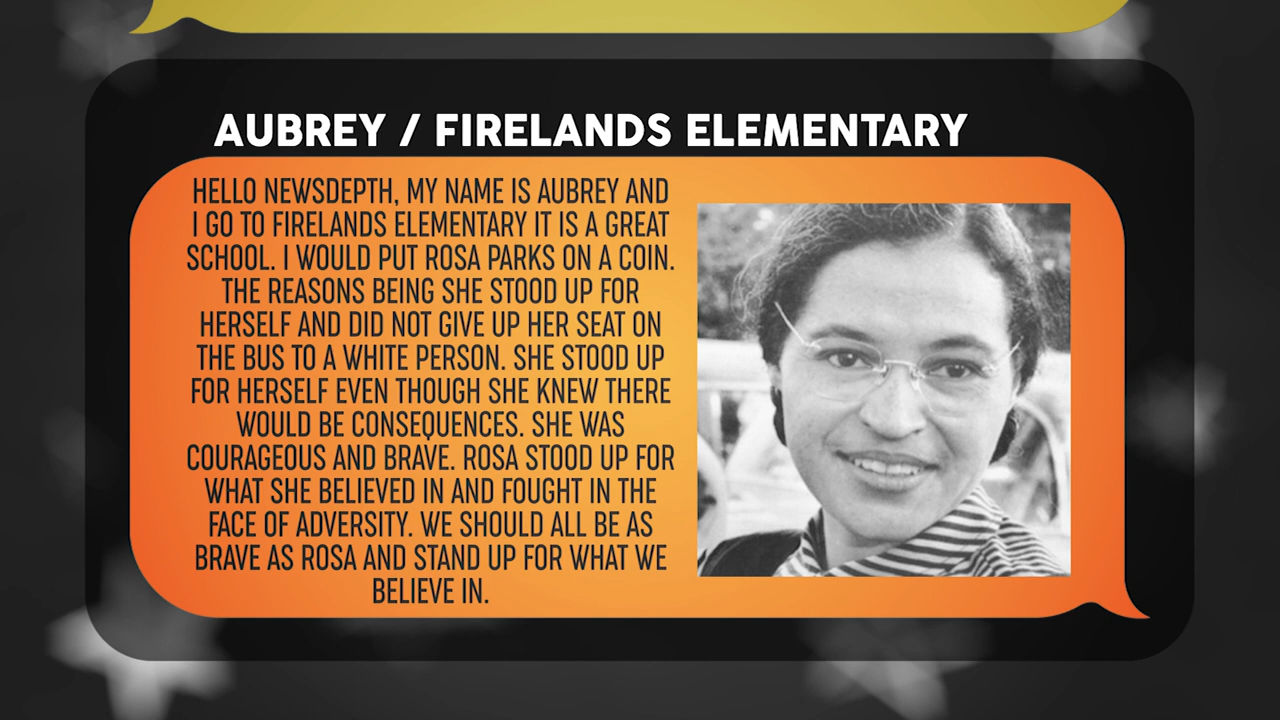 AUBREY / FIRELANDS ELEMENTARY
HELLO NEWSDEPTH, MY NAME IS AUBREY AND
I GO TO FIRELANDS ELEMENTARY IT IS A GREAT
SCHOOL. I WOULD PUT ROSA PARKS ON A COIN.
THE REASONS BEING SHE STOOD UP FOR
HERSELF AND DID NOT GIVE UP HER SEAT ON
THE BUS TO A WHITE PERSON. SHE STOOD UP
FOR HERSELF EVEN THOUGH SHE KNEW THERE
WOULD BE CONSEQUENCES. SHE WAS
COURAGEOUS AND BRAVE. ROSA STOOD UP FOR
WHAT SHE BELIEVED IN AND FOUGHT IN THE
FACE OF ADVERSITY. WE SHOULD ALL BE AS
BRAVE AS ROSA AND STAND UP FOR WHAT WE
BELIEVE IN.